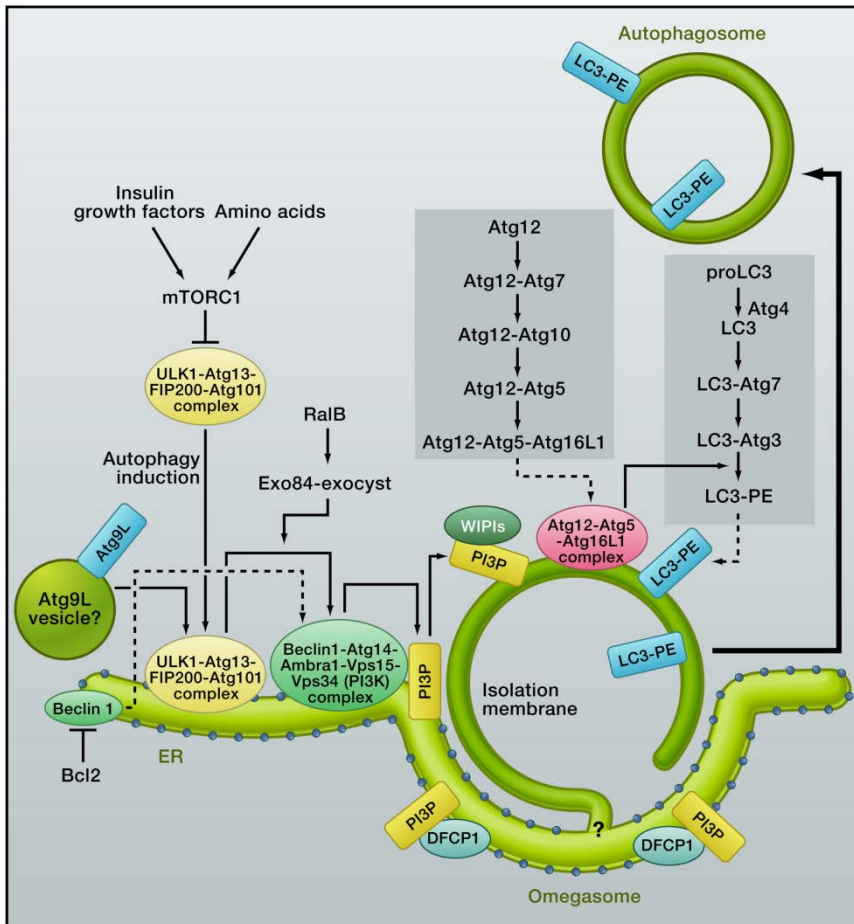 Autophagosome
LC3-PE
LC3-PE
Insulin
growth factors
Amino acids
mTORC1
ULK1-Atg13-
FIP200-Atg101
complex
Autophagy
induction
RalB
Exo84-exocyst
Atg12
Atg12-Atg7
Atg12-Atg10
Atg12-Atg5
Atg12-Atg5-Atg16L1
proLC3
Atg4
LC3
LC3-Atg7
LC3-Atg3
LC3-PE
Atg9L
Atg9L
vesicle?
ULK1-Atg13-
FIP200-Atg101
complex
Beclin1-Atg14-
Ambra1-Vps15-
Vps34 (PI3K)
complex
PI3P
WIPIs
PI3P
Atg12-Atg5
-Atg16L1
complex
LC3-PE
LC3-PE
Isolation
membrane
Beclin 1
Bcl2
ER
PI3P
DFCP1
?
PI3P
DFCP1
Omegasome